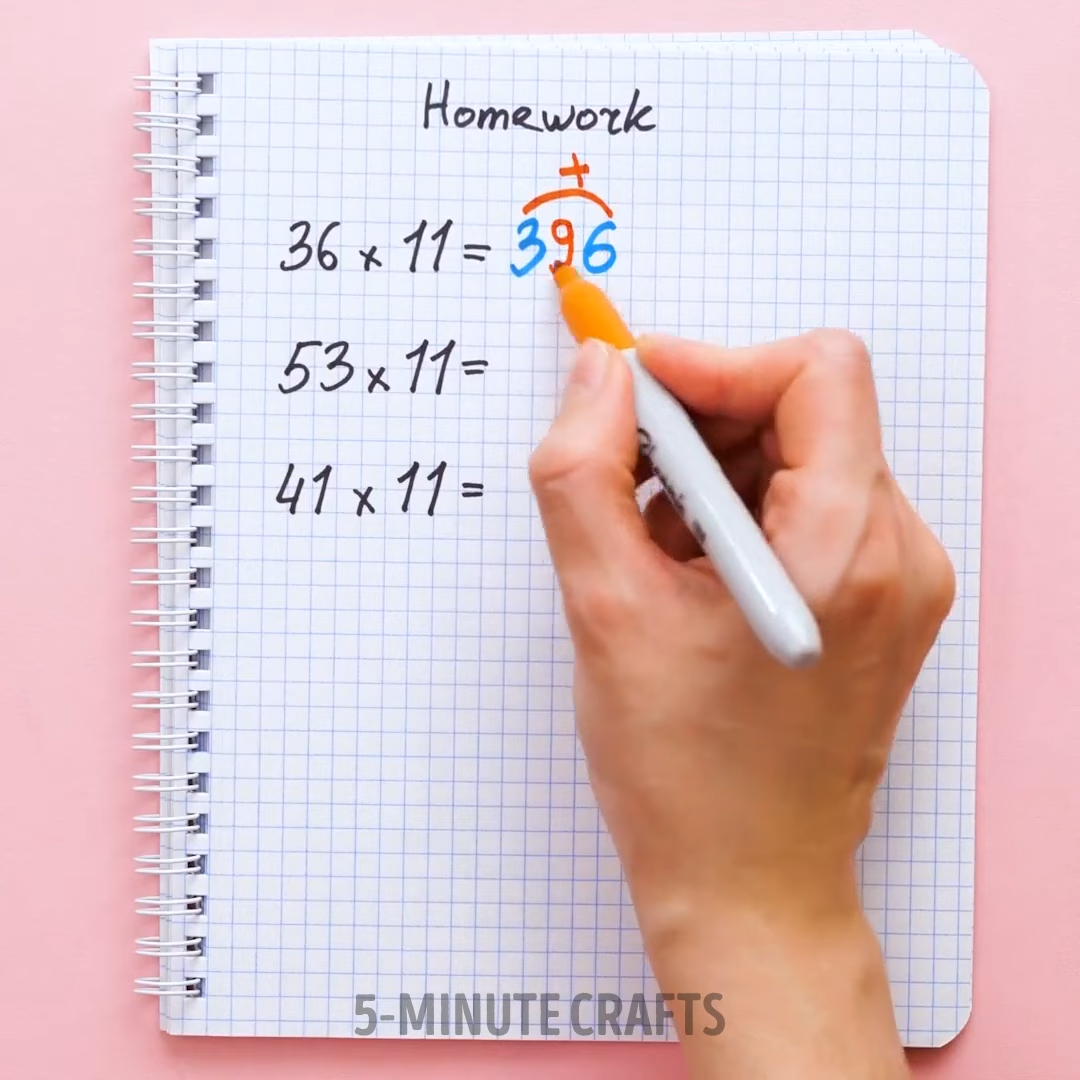 Homework
+
36 x 11 = 396
53 x 11 =
41 x 11 =
5-MINUTE CRAFTS